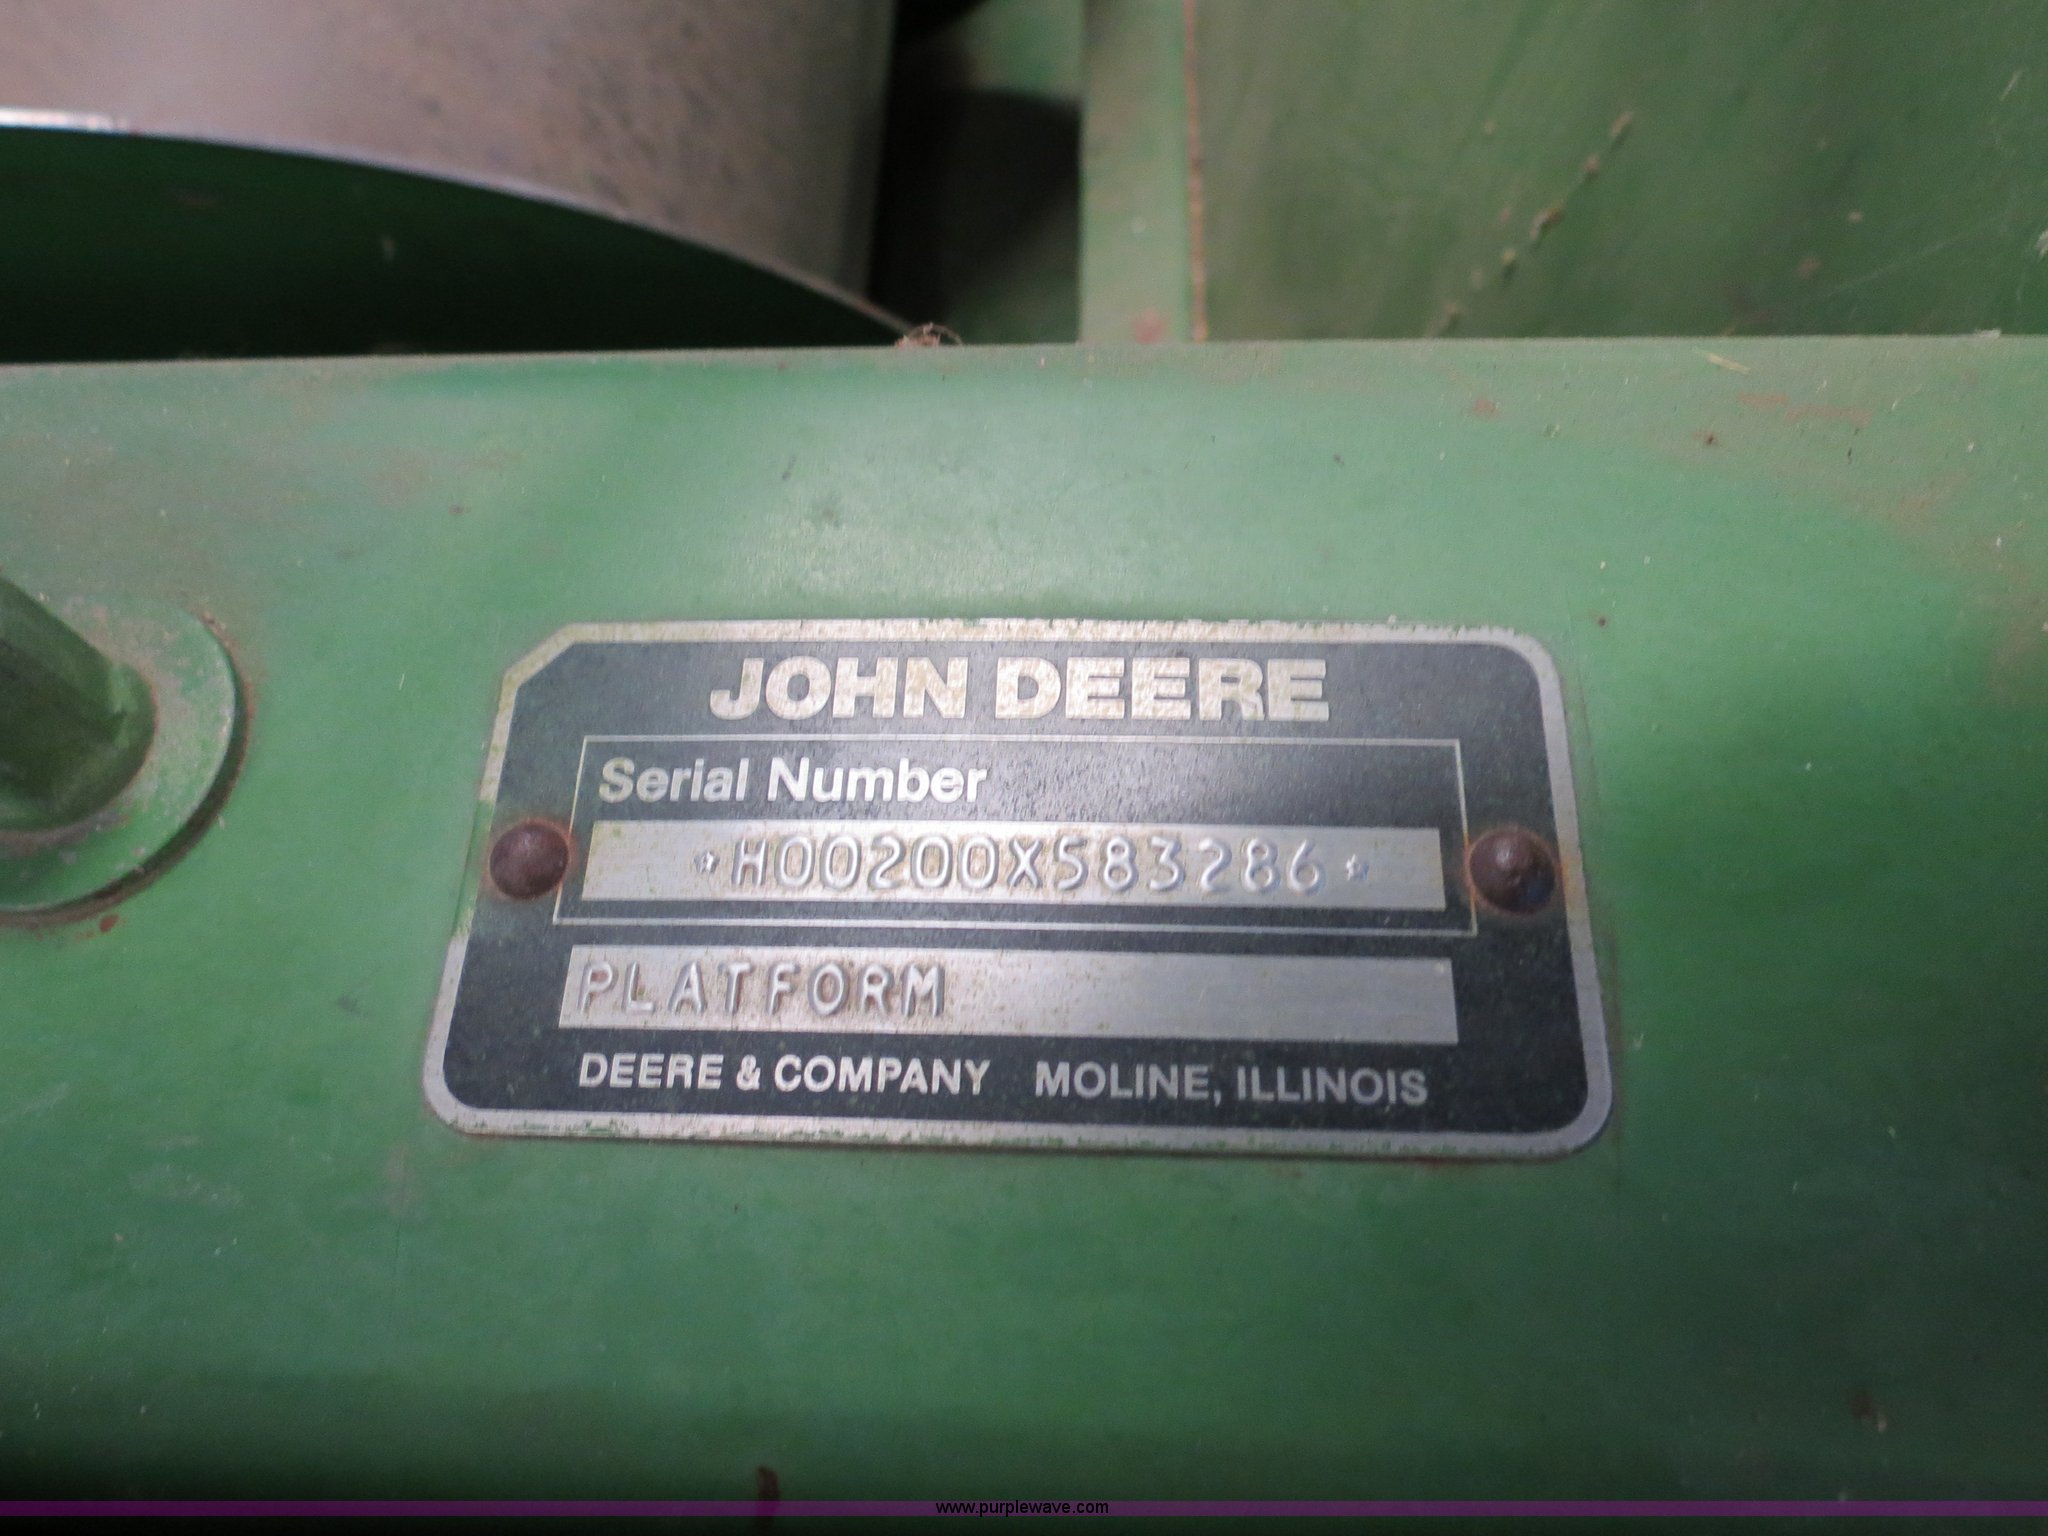 JOHN DEERE
Serial Number
*H00200X583286*
PLATFORM
DEERE & COMPANY MOLINE, ILLINOIS
www.purplewave.com